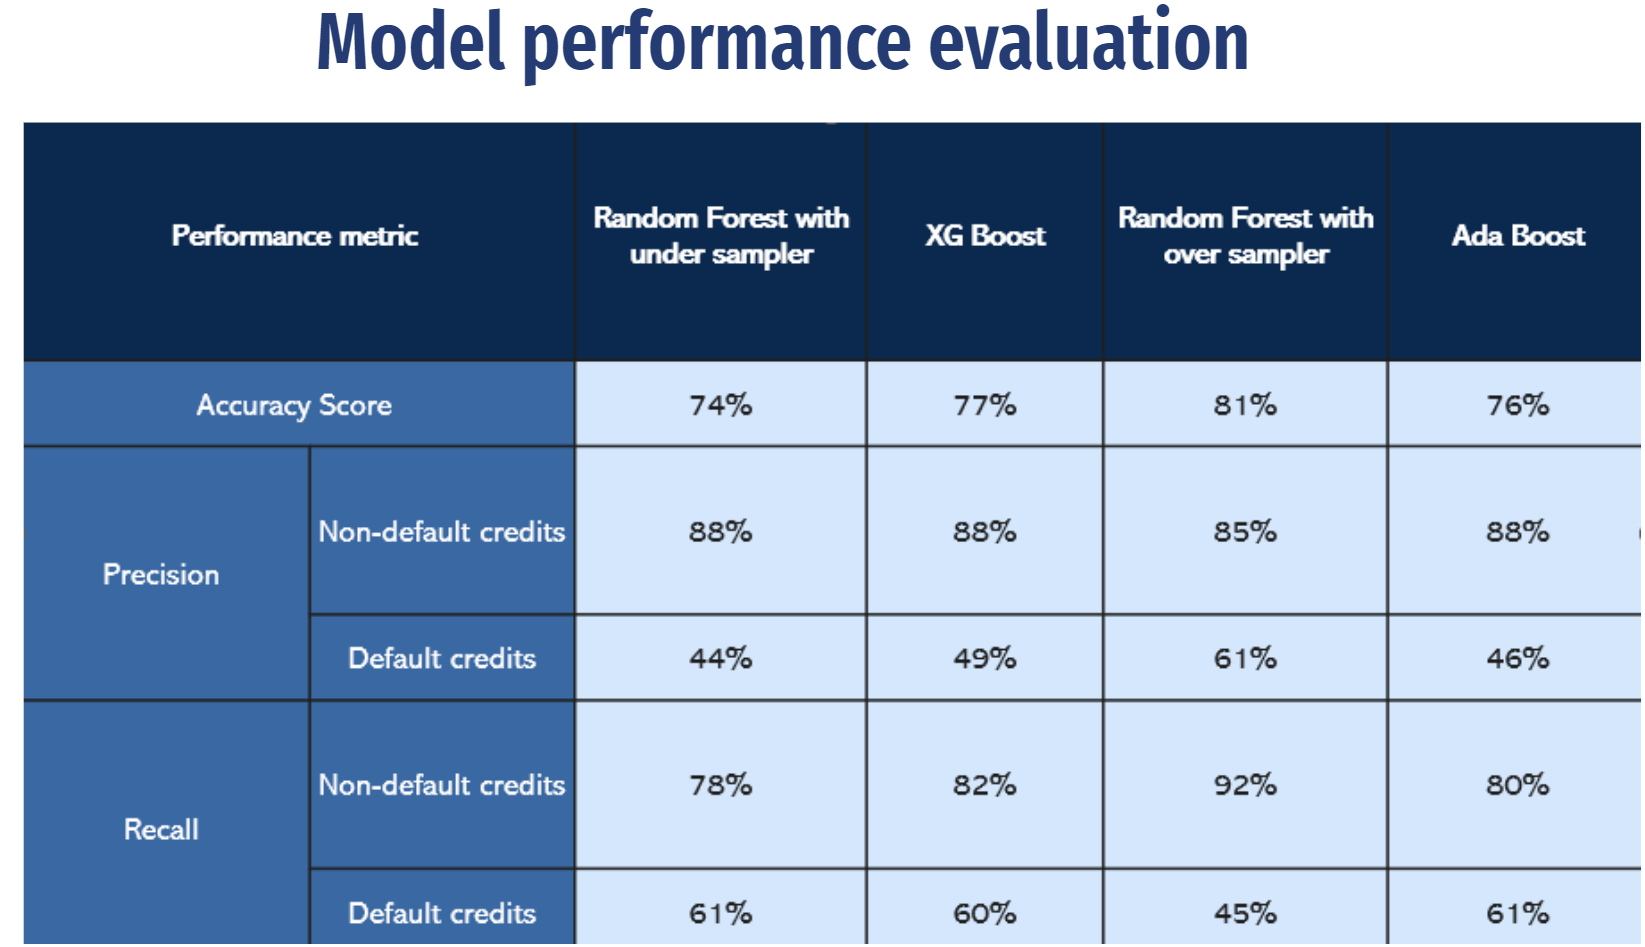 Model performance evaluation
Performance metric
Random Forest with
under sampler
XG Boost
Random Forest with
over sampler
Ada Boost
Accuracy Score 74% 77% 81% 76%
Precision
Non-default credits 88% 88% 85% 88%
Default credits 44% 49% 61% 46%
Recall
Non-default credits 78% 82% 92% 80%
Default credits 61% 60% 45% 61%